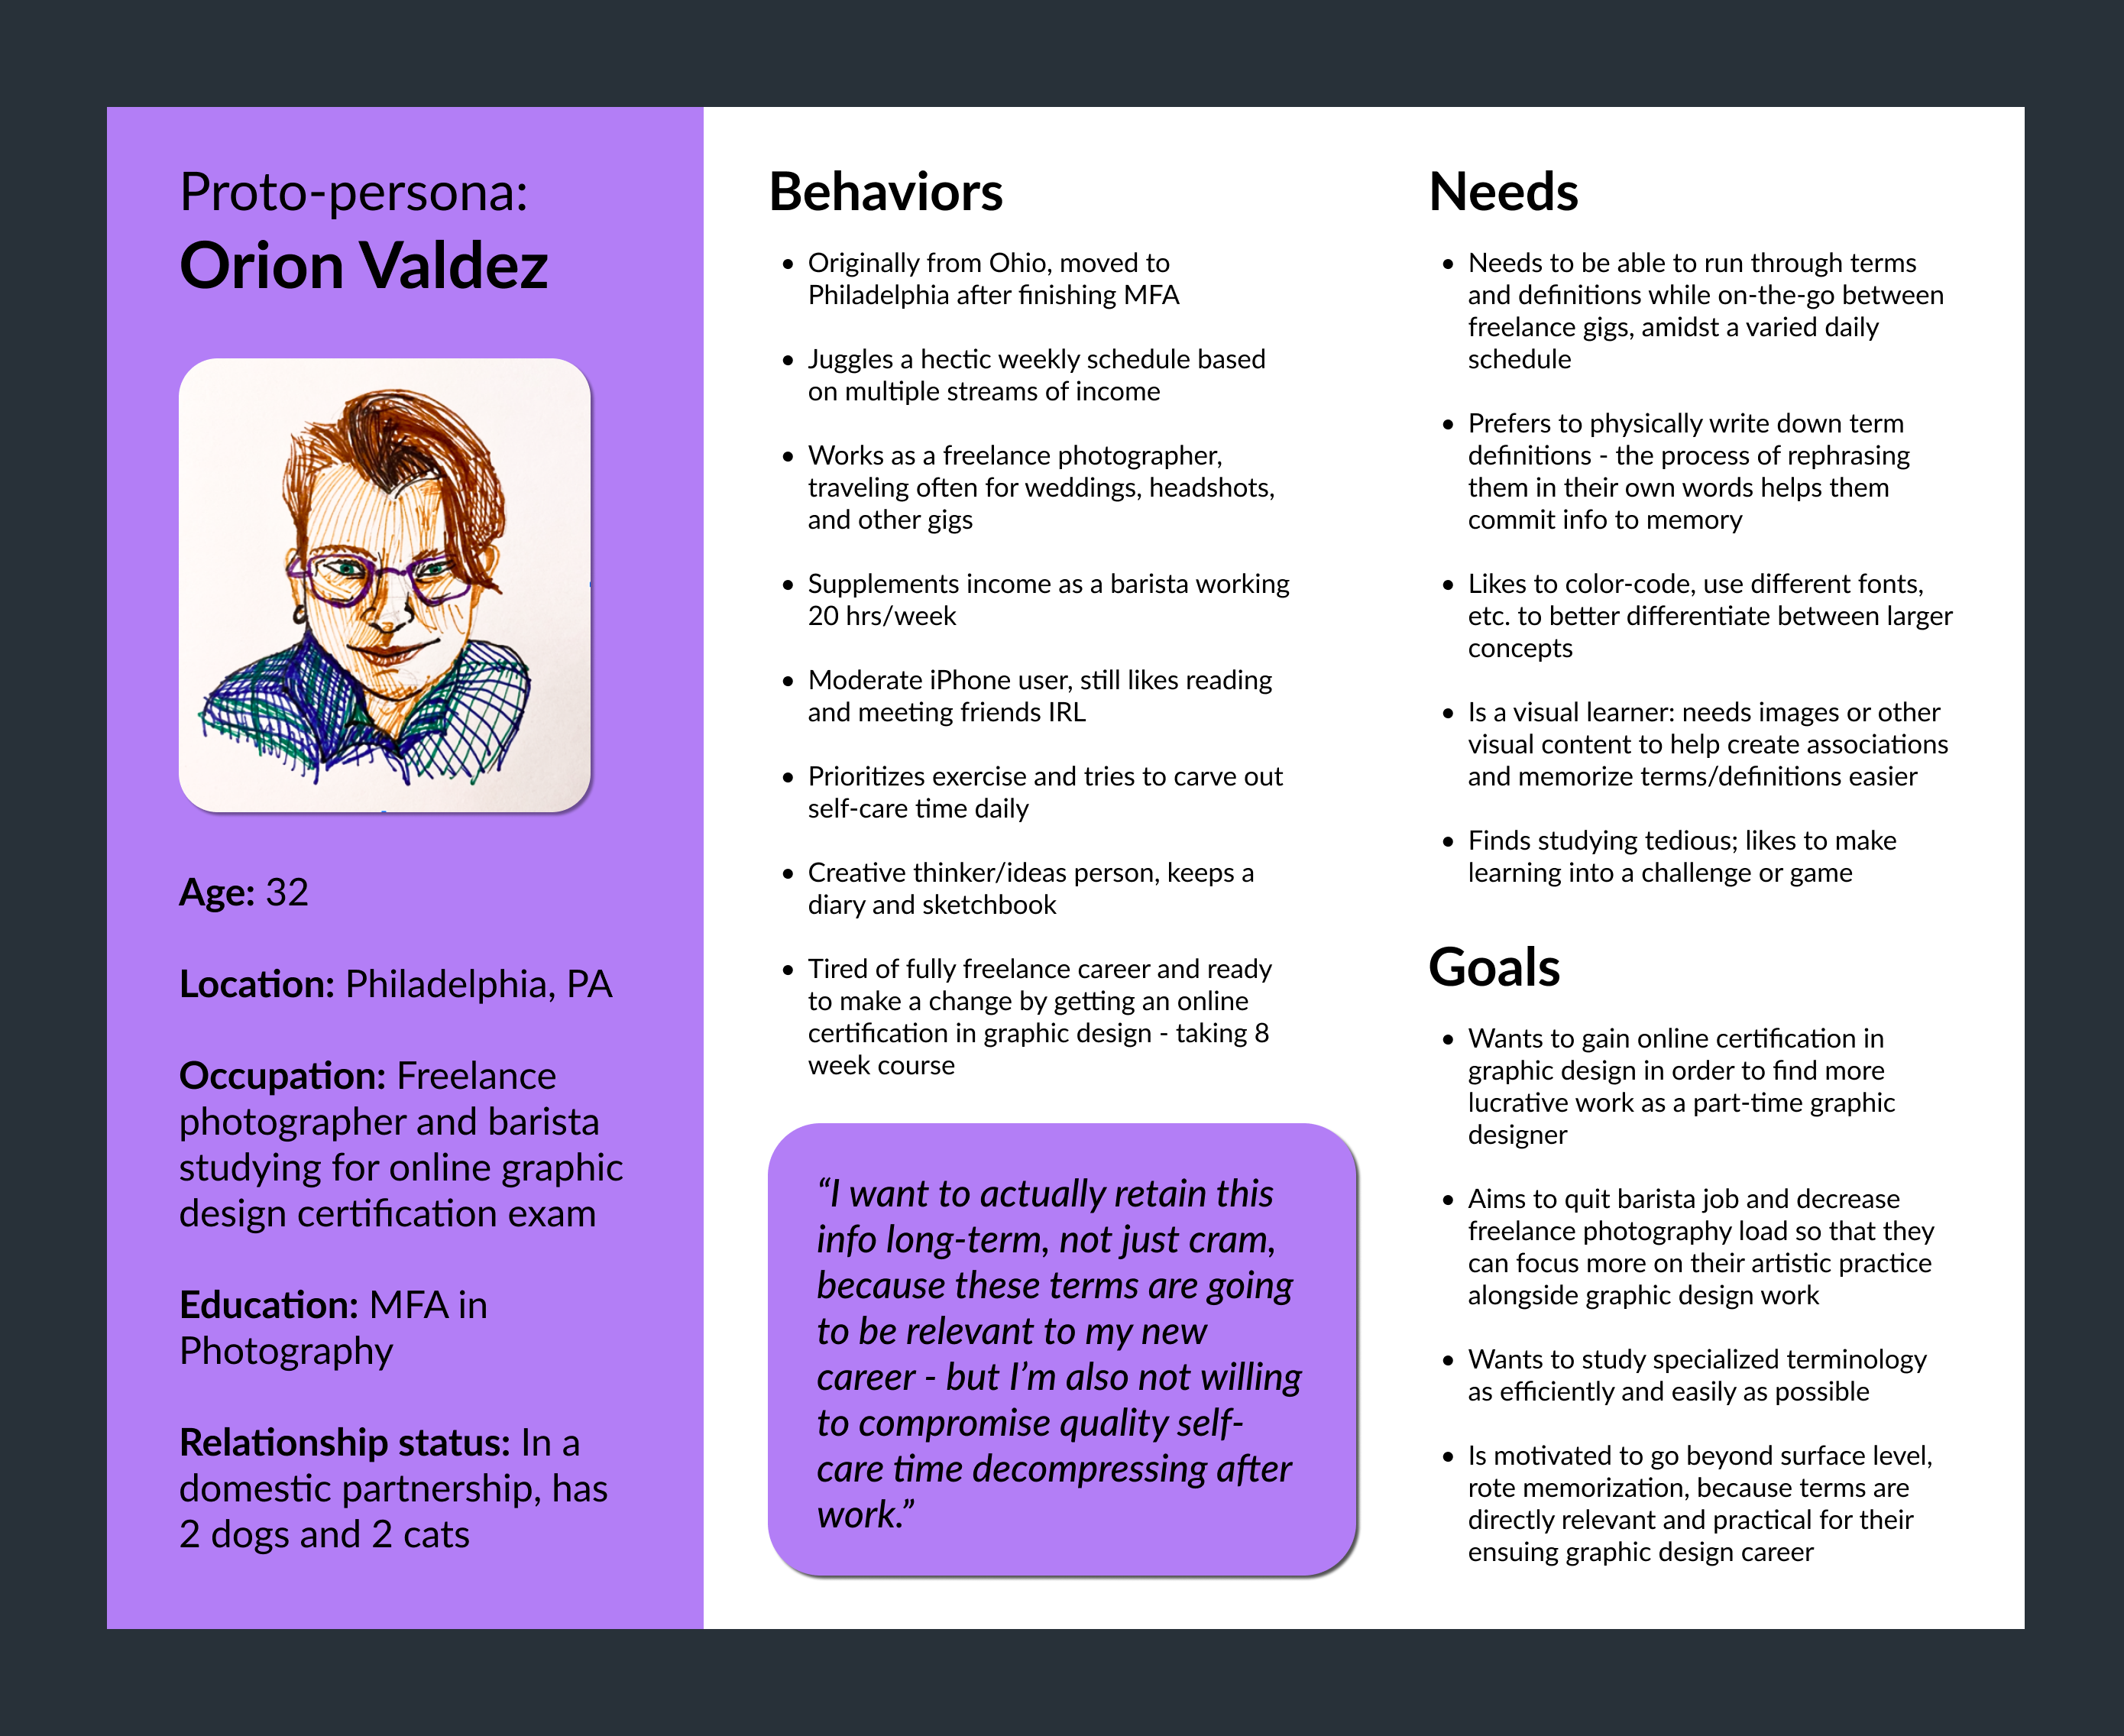 Proto-persona:
Orion Valdez
Age: 32
Location: Philadelphia, PA
Occupation: Freelance
photographer and barista
studying for online graphic
design certification exam
Education: MFA in
Photography
Relationship status: In a
domestic partnership, has
2 dogs and 2 cats
Behaviors
• Originally from Ohio, moved to
Philadelphia after finishing MFA
• Juggles a hectic weekly schedule based
on multiple streams of income
• Works as a freelance photographer,
traveling often for weddings, headshots,
and other gigs
• Supplements income as a barista working
20 hrs/week
• Moderate iPhone user, still likes reading
and meeting friends IRL
• Prioritizes exercise and tries to carve out
self-care time daily
• Creative thinker/ideas person, keeps a
diary and sketchbook
• Tired of fully freelance career and ready
to make a change by getting an online
certification in graphic design - taking 8
week course
“I want to actually retain this
info long-term, not just cram,
because these terms are going
to be relevant to my new
career - but I’m also not willing
to compromise quality self-
care time decompressing after
work.”
Needs
• Needs to be able to run through terms
and definitions while on-the-go between
freelance gigs, amidst a varied daily
schedule
• Prefers to physically write down term
definitions - the process of rephrasing
them in their own words helps them
commit info to memory
• Likes to color-code, use different fonts,
etc. to better differentiate between larger
concepts
• Is a visual learner: needs images or other
visual content to help create associations
and memorize terms/definitions easier
• Finds studying tedious; likes to make
learning into a challenge or game
Goals
• Wants to gain online certification in
graphic design in order to find more
lucrative work as a part-time graphic
designer
• Aims to quit barista job and decrease
freelance photography load so that they
can focus more on their artistic practice
alongside graphic design work
• Wants to study specialized terminology
as efficiently and easily as possible
• Is motivated to go beyond surface level,
rote memorization, because terms are
directly relevant and practical for their
ensuing graphic design career